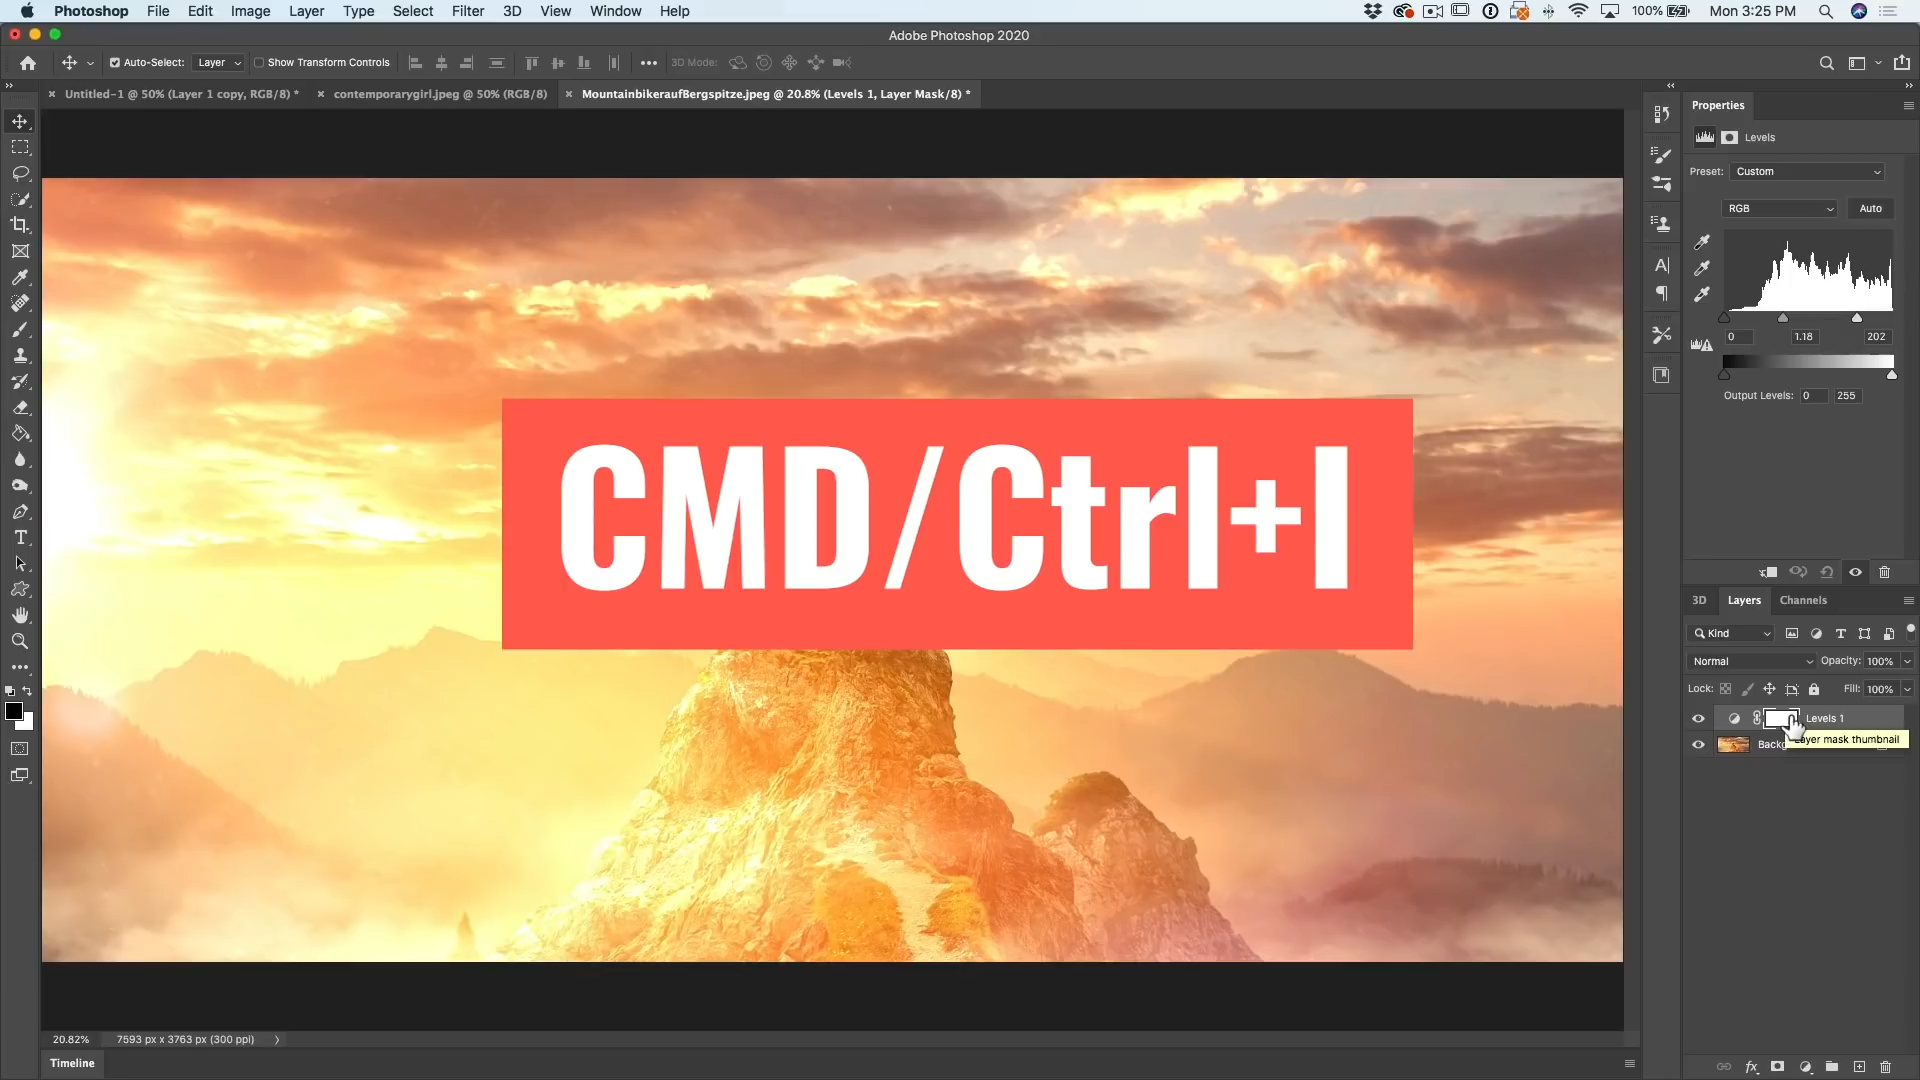 Photoshop File Edit Image Layer Type Select Filter 3D View Window Help 100% Mon 3:25 PM
Adobe Photoshop 2020
Auto-Select: Layer Show Transform Controls 3D Mode:
Untitled-1 @ 50% (Layer 1 copy, RGB/8) * contemporarygirl.jpeg @ 50% (RGB/8) MountainbikeraufBergspitze.jpeg @ 20.8% (Levels 1, Layer Mask/8) *
Properties
Levels
Preset: Custom
RGB Auto
0 1.18 202
Output Levels: 0 255
CMD/Ctrl+I
3D Layers Channels
Kind
Normal Opacity: 100%
Lock: Fill: 100%
Levels 1
Layer mask thumbnail
20.82% 7593 px x 3763 px (300 ppI)
Timeline